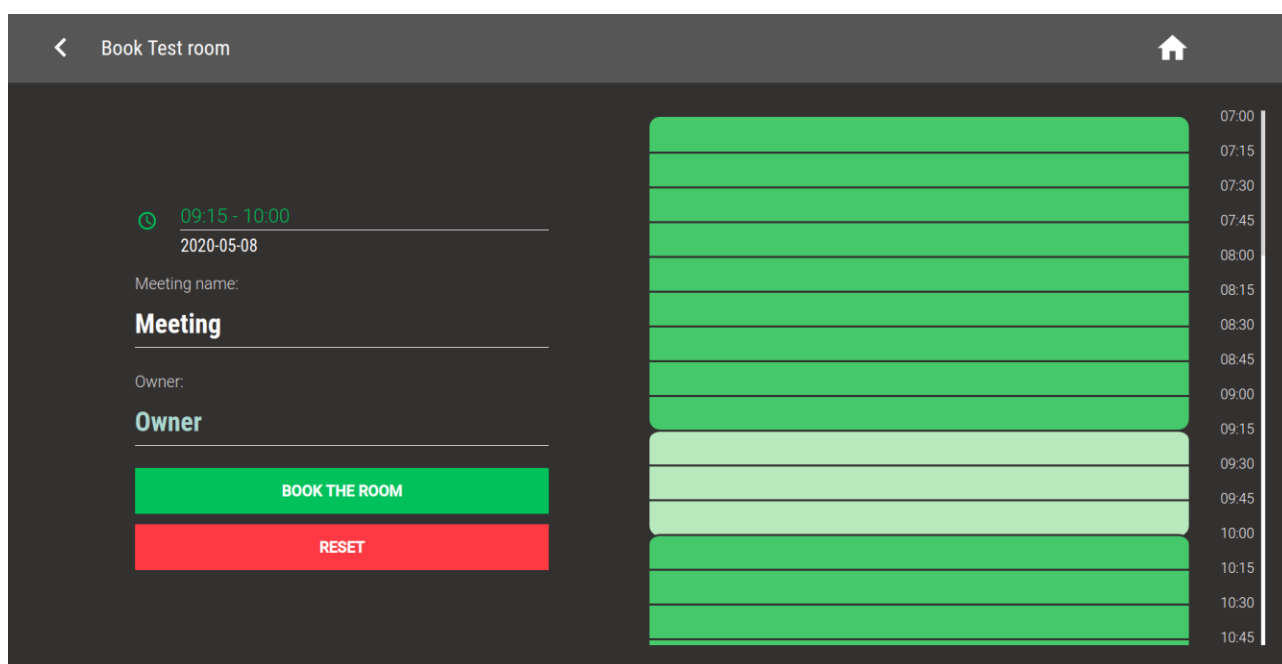 Book Test room
09:15 - 10:00
2020-05-08
Meeting name:
Meeting
Owner:
Owner
BOOK THE ROOM
RESET
07:00
07:15
07:30
07:45
08:00
08:15
08:30
08:45
09:00
09:15
09:30
09:45
10:00
10:15
10:30
10:45